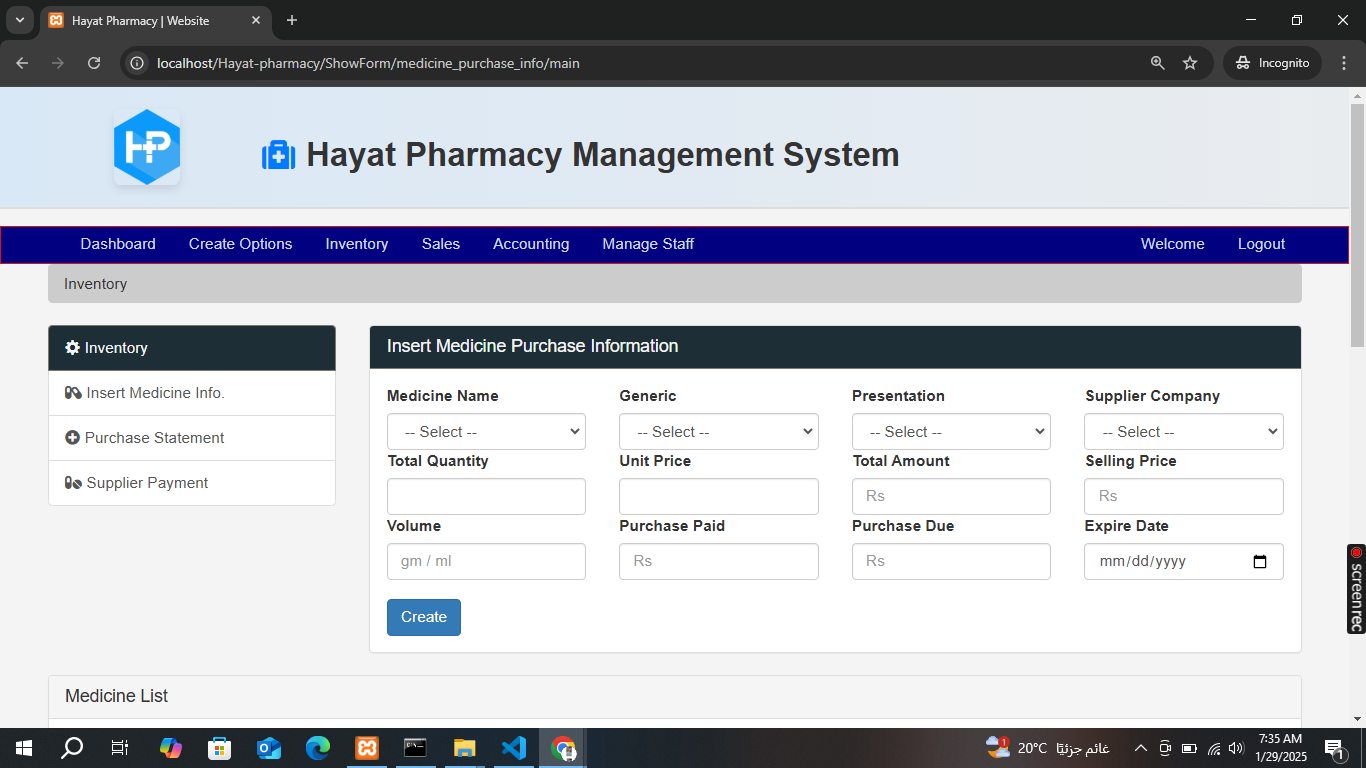 Hayat Pharmacy | Website
localhost/Hayat-pharmacy/ShowForm/medicine_purchase_info/main
Incognito
HP
Hayat Pharmacy Management System
Dashboard Create Options Inventory Sales Accounting Manage Staff Welcome Logout
Inventory
Inventory
Insert Medicine Info.
Purchase Statement
Supplier Payment
Insert Medicine Purchase Information
Medicine Name Generic Presentation Supplier Company
-- Select -- -- Select -- -- Select -- -- Select --
Total Quantity Unit Price Total Amount Selling Price
Rs Rs
Volume Purchase Paid Purchase Due Expire Date
gm / ml Rs Rs mm/dd/yyyy
Create
Medicine List
screenrec
1
20°C غائم جزئيًا
7:35 AM
1/29/2025
1